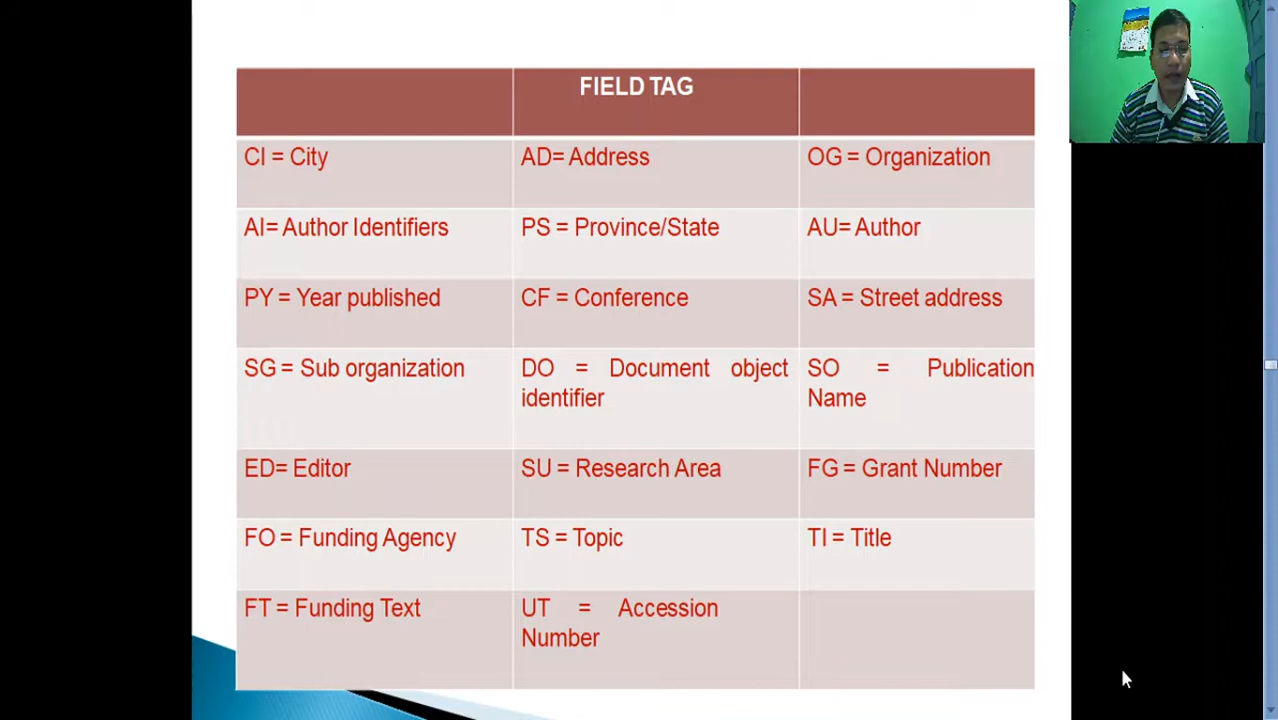 FIELD TAG
CI = City
AD= Address
OG = Organization
AI= Author Identifiers
PS = Province/State
AU= Author
PY = Year published
CF = Conference
SA = Street address
SG = Sub organization
DO = Document object
identifier
SO = Publication
Name
ED= Editor
SU = Research Area
FG = Grant Number
FO = Funding Agency
TS = Topic
TI = Title
FT = Funding Text
UT = Accession
Number